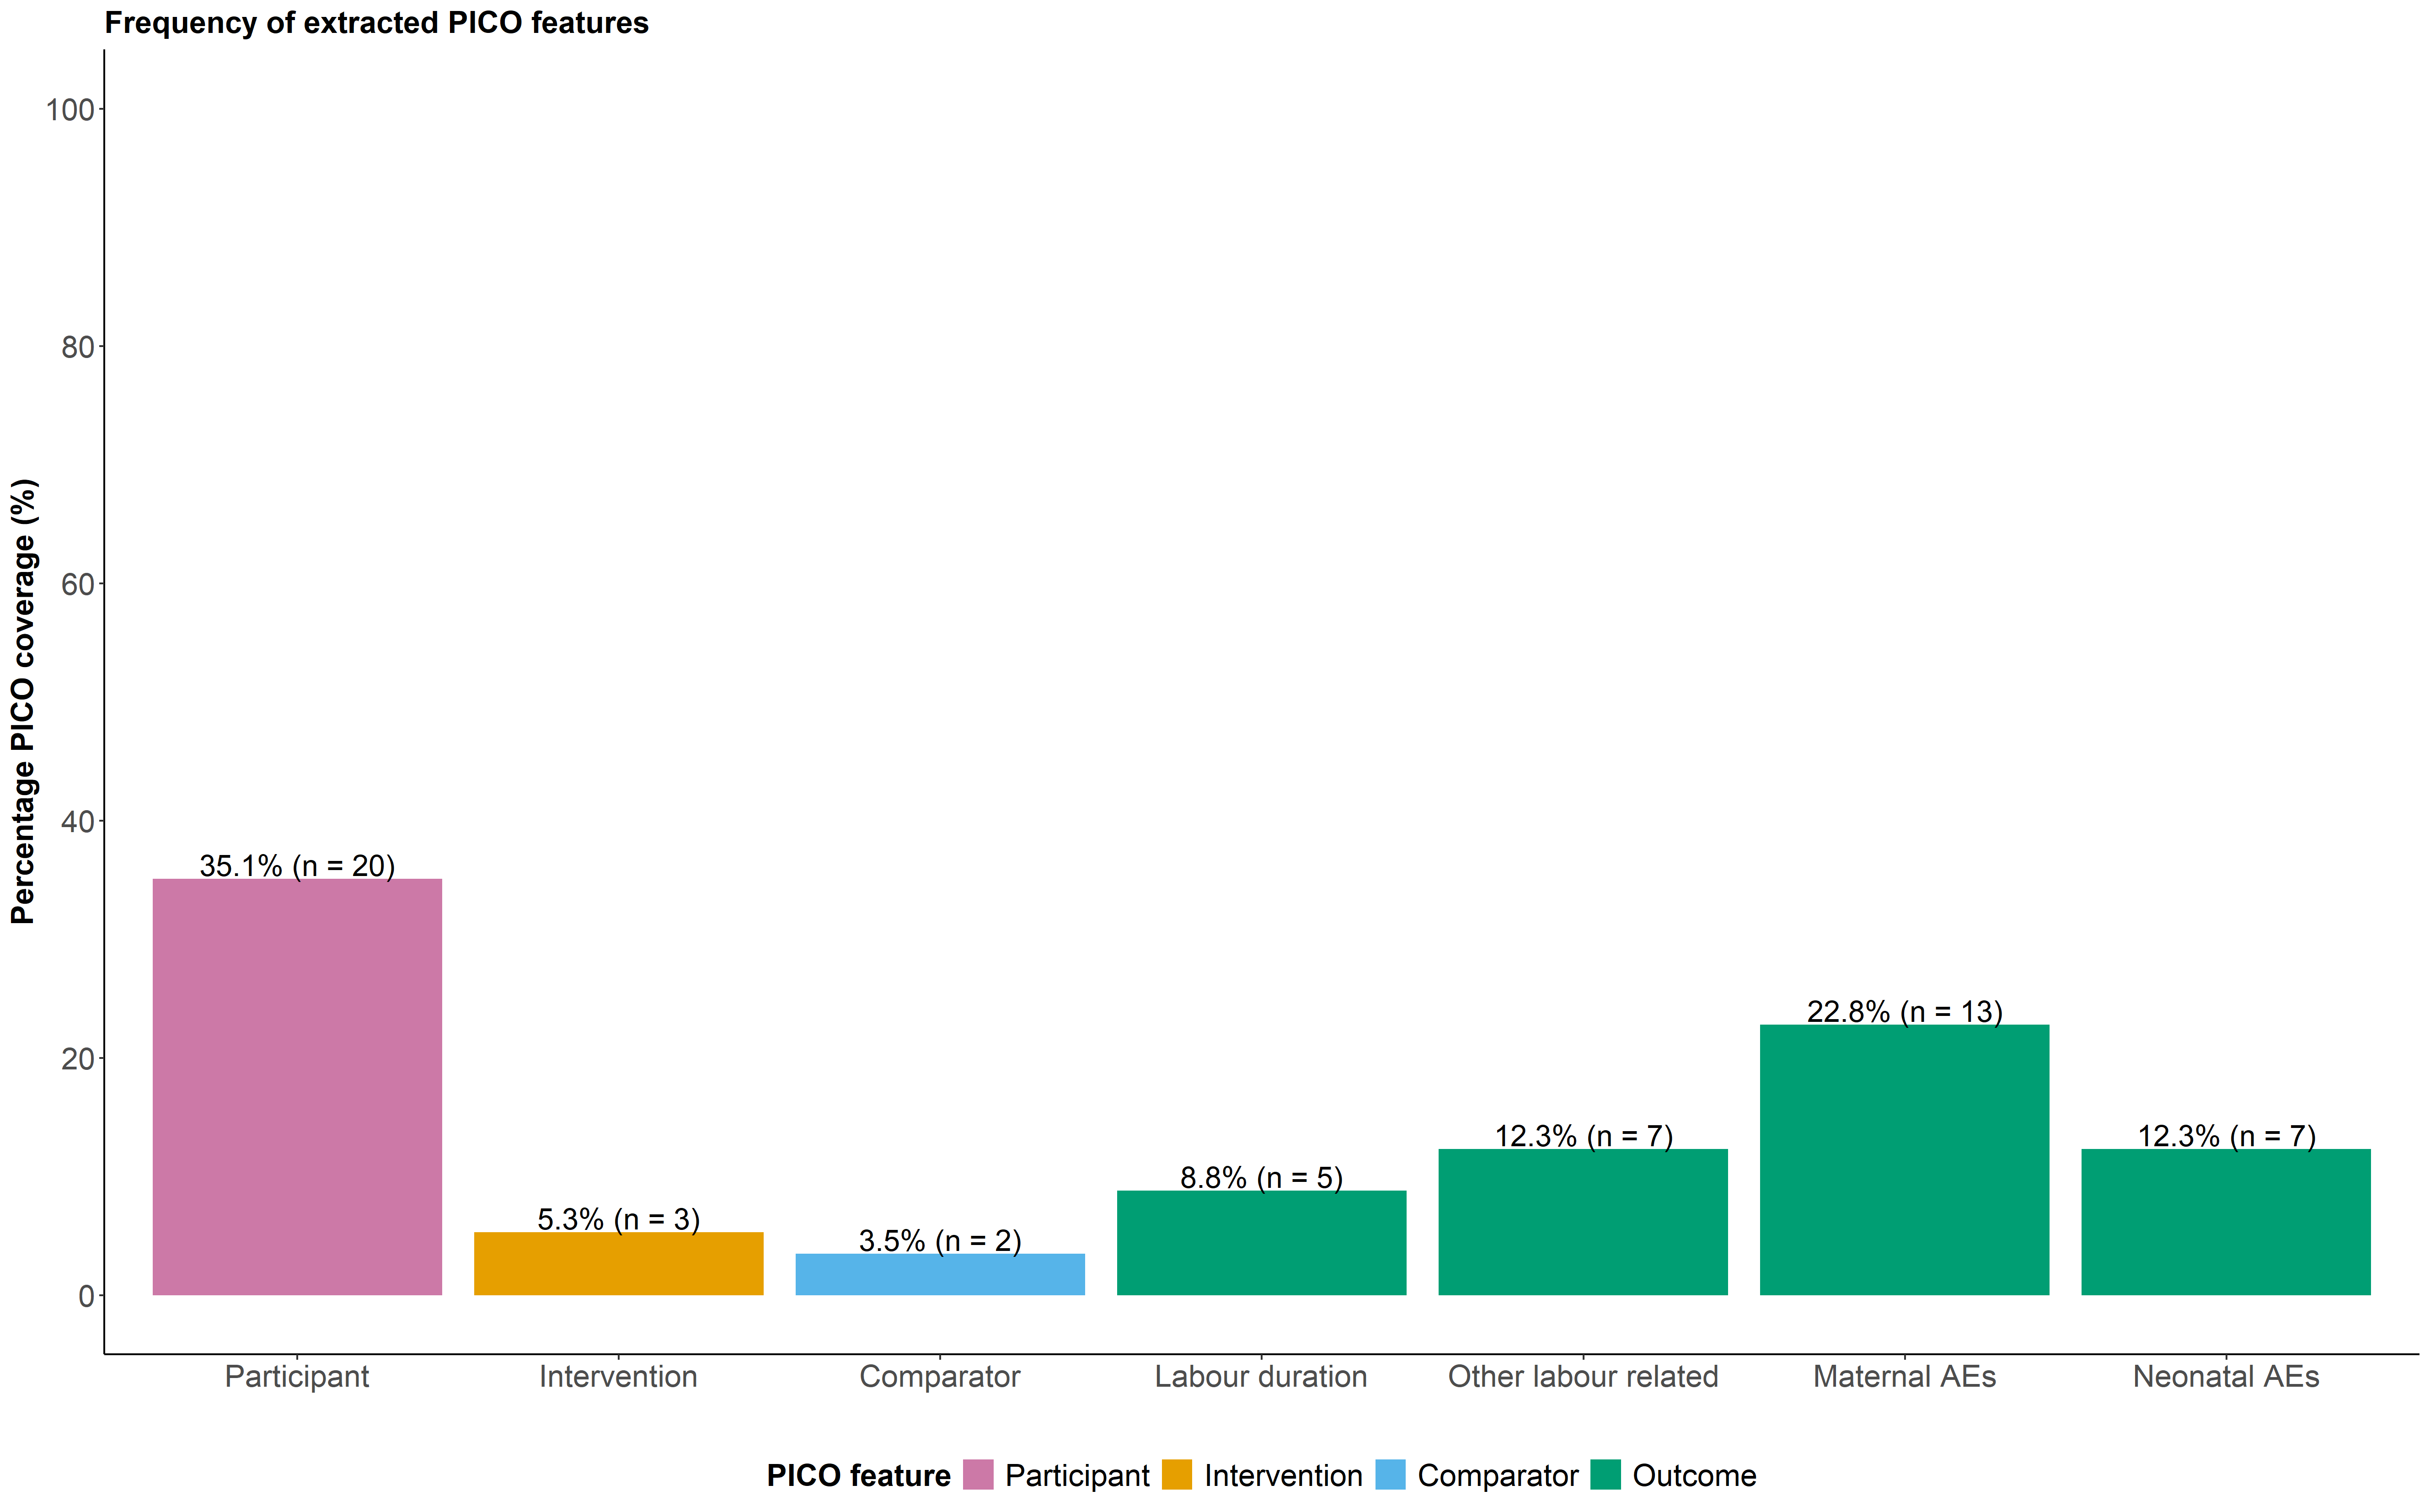 Frequency of extracted PICO features
Percentage PICO coverage (%)
100
80
60
40
20
0
35.1% (n = 20)
5.3% (n = 3)
3.5% (n = 2)
8.8% (n = 5)
12.3% (n = 7)
22.8% (n = 13)
12.3% (n = 7)
Participant
Intervention
Comparator
Labour duration
Other labour related
Maternal AEs
Neonatal AEs
PICO feature Participant Intervention Comparator Outcome